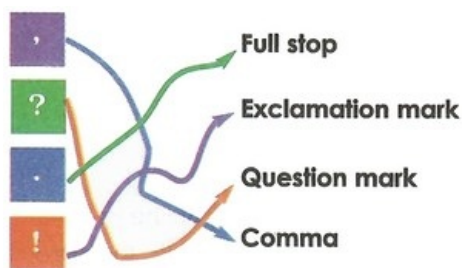 ,
Full stop
?
Exclamation mark
.
Question mark
!
Comma